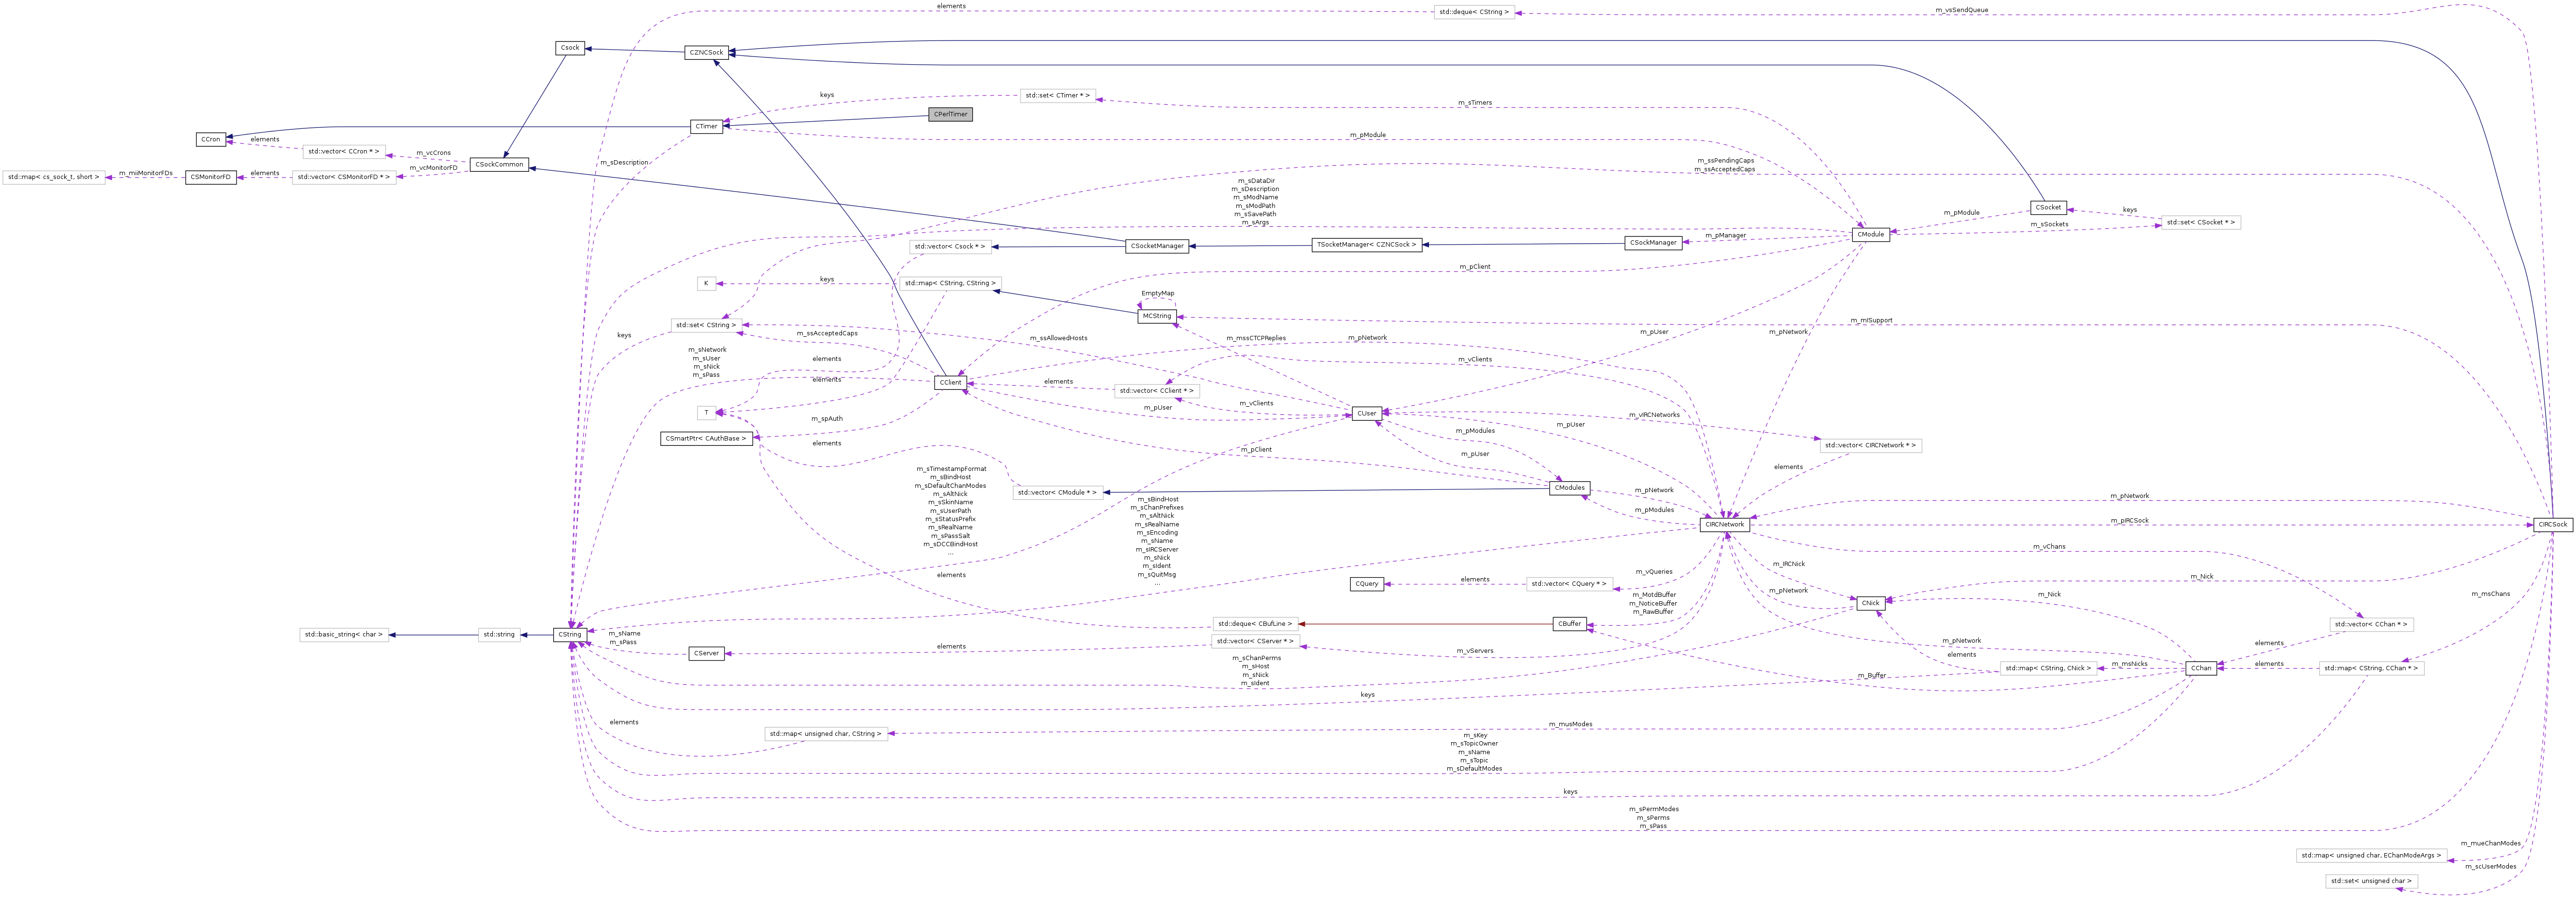 elements
std::deque< CString >
m_vsSendQueue
Csock
CZNCSock
keys
std::set< CTimer * >
m_sTimers
CPerlTimer
CTimer
m_pModule
CCron
elements
std::vector< CCron * >
m_vcCrons
CSockCommon
m_sDescription
m_ssPendingCaps
m_ssAcceptedCaps
std::map< cs_sock_t, short >
m_miiMonitorFDs
CSMonitorFD
elements
std::vector< CSMonitorFD * >
m_vcMonitorFD
m_sDataDir
m_sDescription
m_sModName
m_sModPath
m_sSavePath
m_sArgs
CSocket
m_pModule
keys
std::set< CSocket * >
m_sSockets
CModule
m_pManager
CSockManager
TSocketManager< CZNCSock >
CSocketManager
std::vector< Csock * >
m_pClient
K
keys
std::map< CString, CString >
EmptyMap
MCString
m_mISupport
std::set< CString >
m_ssAcceptedCaps
m_ssAllowedHosts
m_mssCTCPReplies
m_pNetwork
m_pUser
m_pNetwork
keys
m_sNetwork
m_sUser
m_sNick
m_sPass
elements
elements
CClient
elements
std::vector< CClient * >
m_vClients
m_vClients
m_pUser
T
m_spAuth
CSmartPtr< CAuthBase >
elements
CUser
m_vIRCNetworks
m_pUser
std::vector< CIRCNetwork * >
m_pModules
m_pUser
m_pClient
elements
m_sTimestampFormat
m_sBindHost
m_sDefaultChanModes
m_sAltNick
m_sSkinName
m_sUserPath
m_sStatusPrefix
m_sRealName
m_sPassSalt
m_sDCCBindHost
...
std::vector< CModule * >
CModules
m_pNetwork
m_pModules
m_sBindHost
m_sChanPrefixes
m_sAltNick
m_sRealName
m_sEncoding
m_sName
m_sIRCServer
m_sNick
m_sIdent
m_sQuitMsg
...
CIRCNetwork
m_pNetwork
m_pIRCSock
CIRCSock
m_vChans
m_IRCNick
m_Nick
elements
CQuery
elements
std::vector< CQuery * >
m_vQueries
m_pNetwork
m_MotdBuffer
m_NoticeBuffer
m_RawBuffer
CNick
m_Nick
m_msChans
std::basic_string< char >
std::string
CString
m_sName
m_sPass
CServer
elements
std::deque< CBufLine >
CBuffer
std::vector< CServer * >
m_vServers
m_pNetwork
elements
std::vector< CChan * >
elements
m_sChanPerms
m_sHost
m_sNick
m_sIdent
elements
std::map< CString, CNick >
m_msNicks
CChan
elements
std::map< CString, CChan * >
m_Buffer
keys
elements
std::map< unsigned char, CString >
m_musModes
m_sKey
m_sTopicOwner
m_sName
m_sTopic
m_sDefaultModes
keys
m_sPermModes
m_sPerms
m_sPass
m_mueChanModes
std::map< unsigned char, EChanModeArgs >
m_scUserModes
std::set< unsigned char >